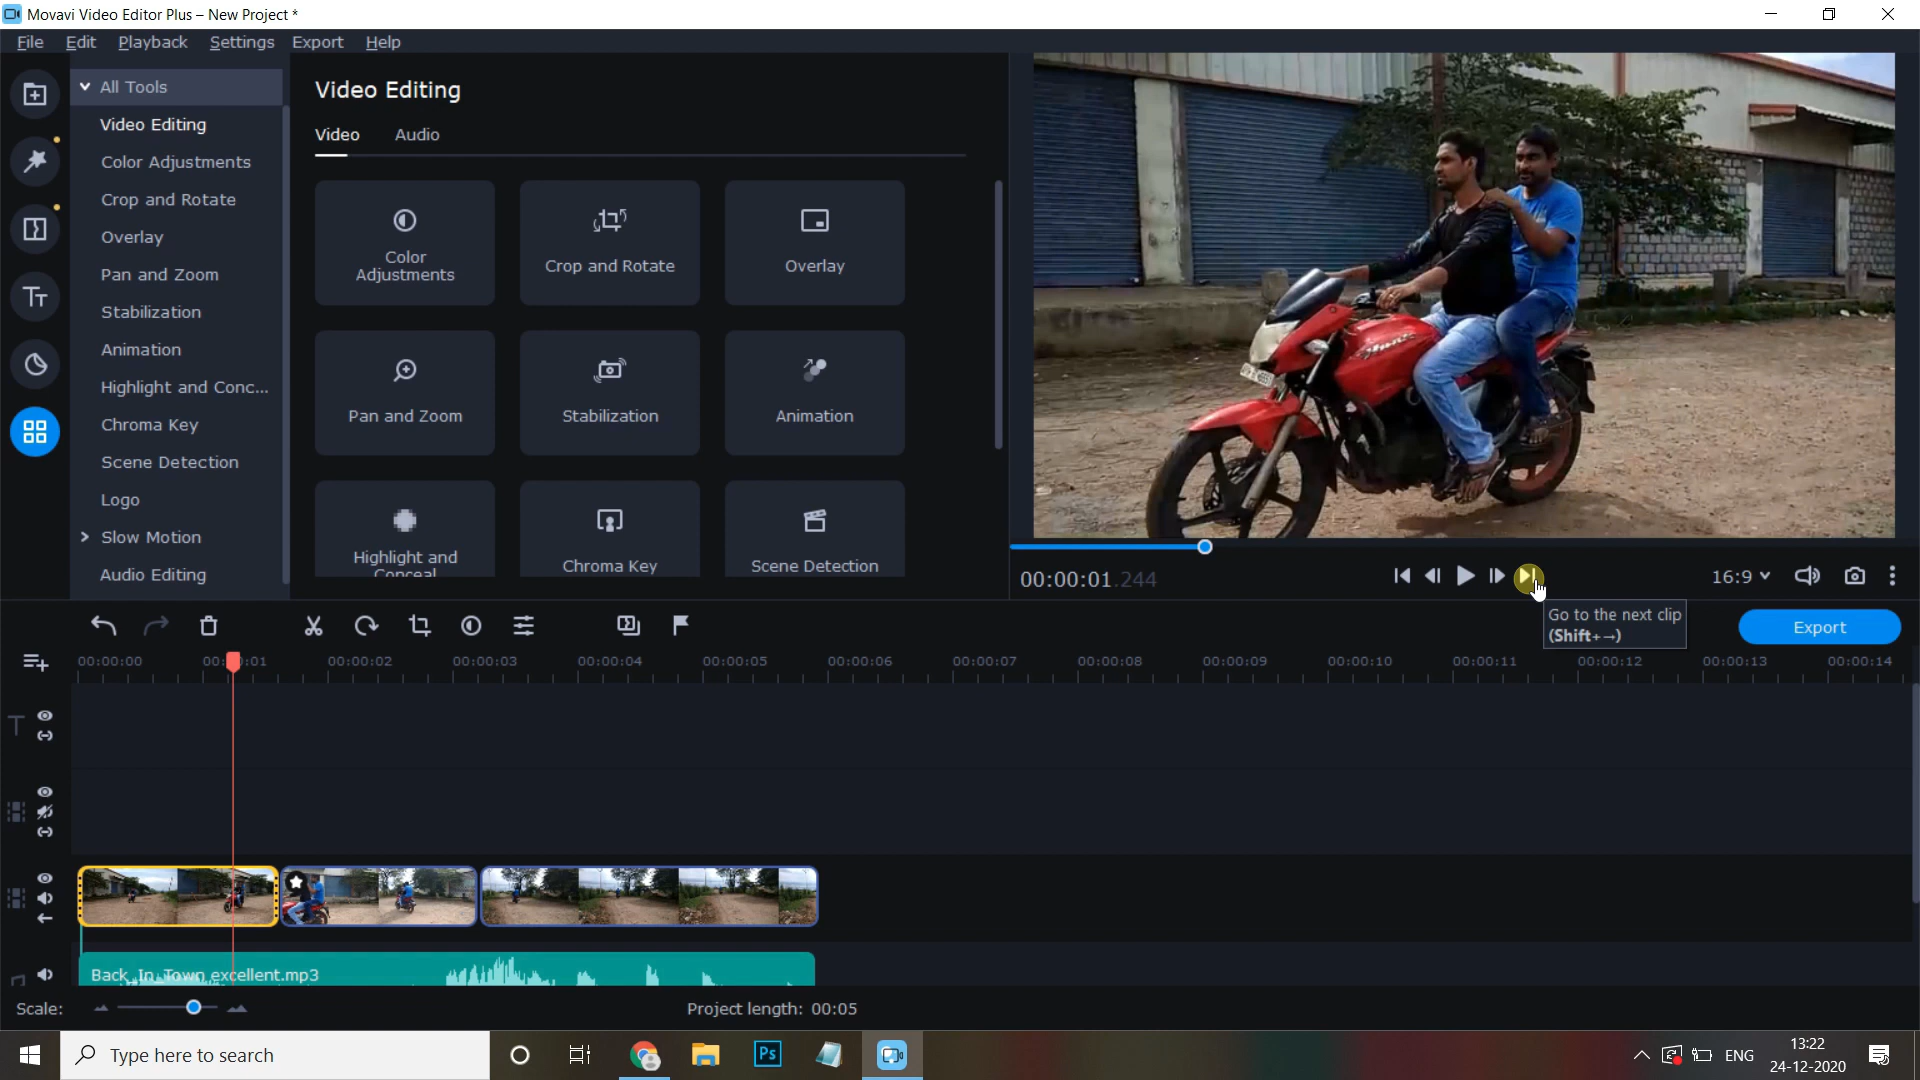 Movavi Video Editor Plus – New Project *
File Edit Playback Settings Export Help
All Tools
Video Editing
Color Adjustments
Crop and Rotate
Overlay
Pan and Zoom
Stabilization
Animation
Highlight and Conc...
Chroma Key
Scene Detection
Logo
Slow Motion
Audio Editing
Video Editing
Video Audio
Color
Adjustments
Crop and Rotate
Overlay
Pan and Zoom
Stabilization
Animation
Highlight and
Conceal
Chroma Key
Scene Detection
00:00:01.244
16:9
Go to the next clip
(Shift+→)
Export
00:00:00 00:00:01 00:00:02 00:00:03 00:00:04 00:00:05 00:00:06 00:00:07 00:00:08 00:00:09 00:00:10 00:00:11 00:00:12 00:00:13 00:00:14
Back_In_Town_excellent.mp3
Scale:
Project length: 00:05
Type here to search
Ps
ENG
13:22
24-12-2020